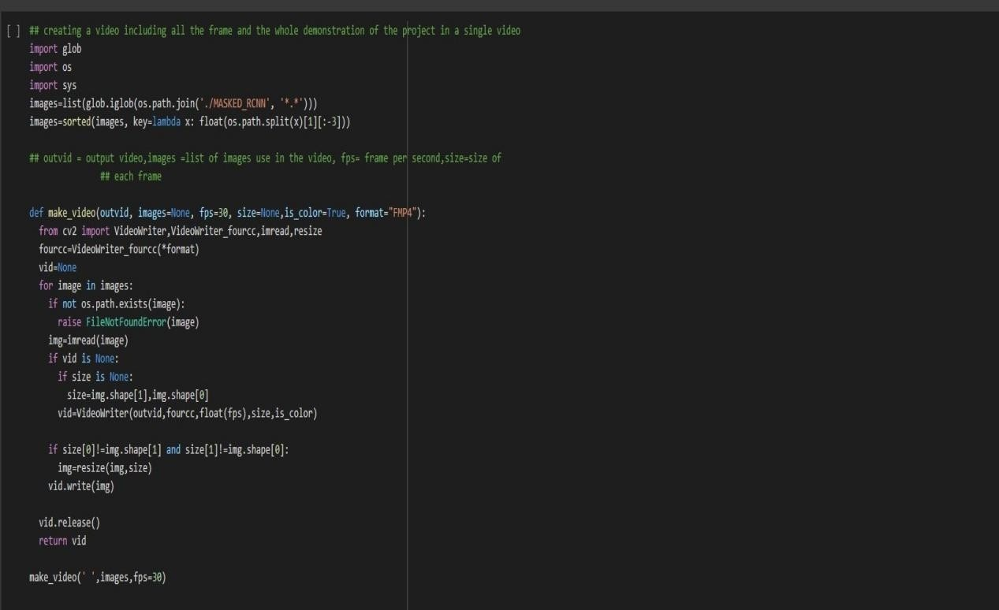 [ ] ## creating a video including all the frame and the whole demonstration of the project in a single video
import glob
import os
import sys
images=list(glob.iglob(os.path.join('./MASKED_RCNN', '*.*')))
images=sorted(images, key=lambda x: float(os.path.split(x)[1][:-3]))

## outvid = output video,images =list of images use in the video, fps= frame per second,size=size of
## each frame

def make_video(outvid, images=None, fps=30, size=None,is_color=True, format="FMP4"):
  from cv2 import VideoWriter,VideoWriter_fourcc,imread,resize
  fourcc=VideoWriter_fourcc(*format)
  vid=None
  for image in images:
    if not os.path.exists(image):
      raise FileNotFoundError(image)
    img=imread(image)
    if vid is None:
      if size is None:
        size=img.shape[1],img.shape[0]
      vid=VideoWriter(outvid,fourcc,float(fps),size,is_color)

    if size[0]!=img.shape[1] and size[1]!=img.shape[0]:
      img=resize(img,size)
    vid.write(img)

  vid.release()
  return vid

make_video(' ',images,fps=30)